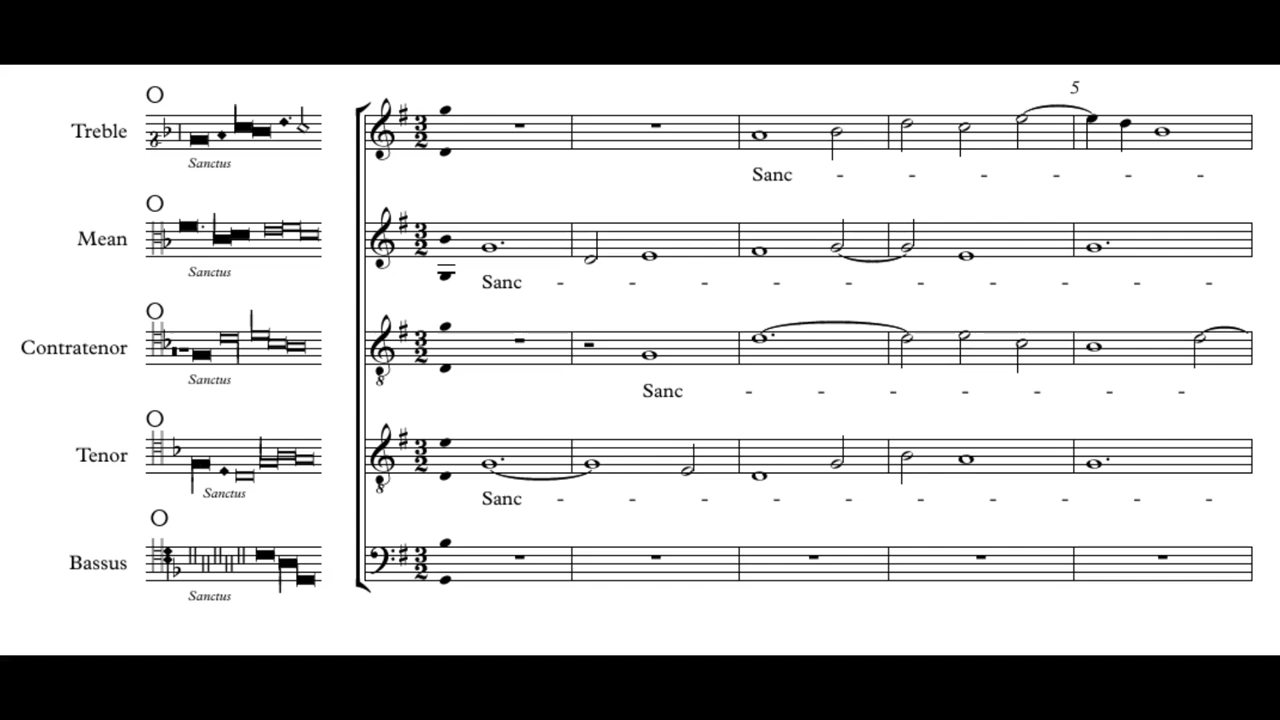 5
Treble
Sanctus
Sanc - - - - - -
Mean
Sanctus
Sanc - - - - - - - - - -
Contratenor
Sanctus
Sanc - - - - - - -
Tenor
Sanctus
Sanc - - - - - - - - - -
Bassus
Sanctus